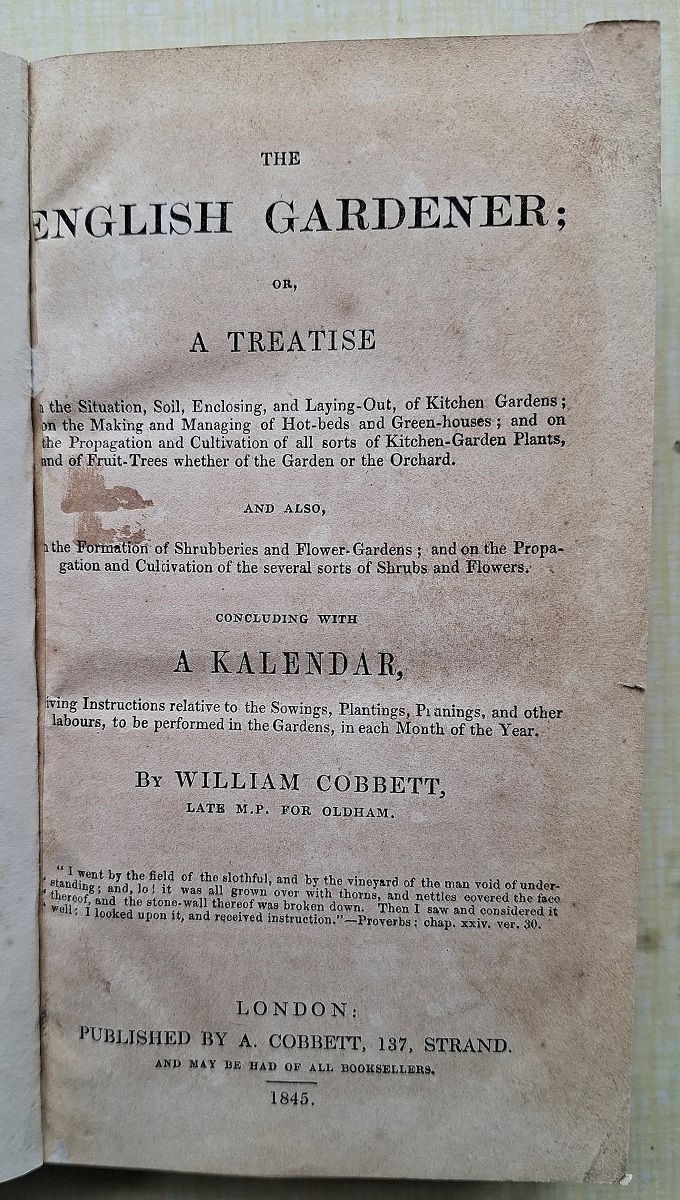 THE
ENGLISH GARDENER;
OR,
A TREATISE
the Situation, Soil, Enclosing, and Laying-Out, of Kitchen Gardens;
on the Making and Managing of Hot-beds and Green-houses; and on
the Propagation and Cultivation of all sorts of Kitchen-Garden Plants,
and of Fruit-Trees whether of the Garden or the Orchard.
AND ALSO,
the Formation of Shrubberies and Flower-Gardens; and on the Propa-
gation and Cultivation of the several sorts of Shrubs and Flowers.
CONCLUDING WITH
A KALENDAR,
iving Instructions relative to the Sowings, Plantings, Prunings, and other
labours, to be performed in the Gardens, in each Month of the Year.
BY WILLIAM COBBETT,
LATE M.P. FOR OLDHAM.
"I went by the field of the slothful, and by the vineyard of the man void of under-
standing; and, lo! it was all grown over with thorns, and nettles covered the face
thereof, and the stone-wall thereof was broken down. Then I saw and considered it
well: I looked upon it, and received instruction."—Proverbs: chap. xxiv. ver. 30.
LONDON:
PUBLISHED BY A. COBBETT, 137, STRAND.
AND MAY BE HAD OF ALL BOOKSELLERS.
1845.